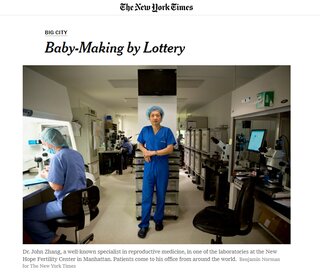 The New York Times
BIG CITY
Baby-Making by Lottery
Dr. John Zhang, a well-known specialist in reproductive medicine, in one of the laboratories at the New
Hope Fertility Center in Manhattan. Patients come to his office from around the world. Benjamin Norman
for The New York Times